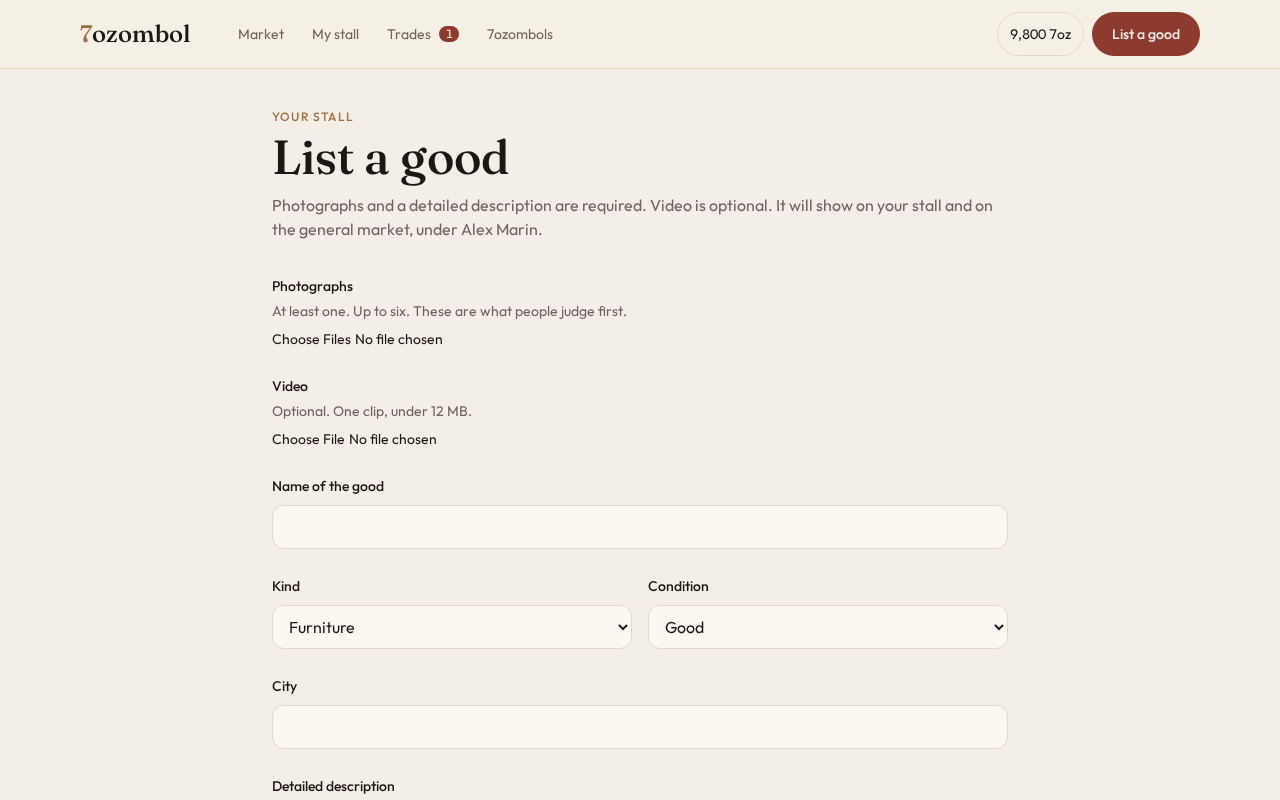 7ozombol
Market
My stall
Trades 1
7ozombols
9,800 7oz
List a good
YOUR STALL
List a good
Photographs and a detailed description are required. Video is optional. It will show on your stall and on
the general market, under Alex Marin.
Photographs
At least one. Up to six. These are what people judge first.
Choose Files No file chosen
Video
Optional. One clip, under 12 MB.
Choose File No file chosen
Name of the good
Kind
Condition
Furniture
Good
City
Detailed description